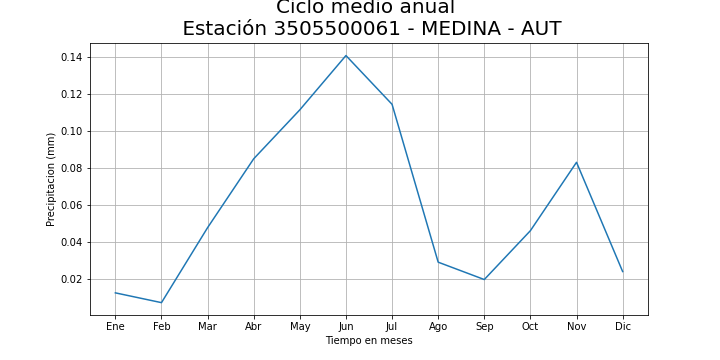 Ciclo medio anual
Estación 3505500061 - MEDINA - AUT
0.14
0.12
0.10
0.08
0.06
0.04
0.02
Precipitacion (mm)
Ene Feb Mar Abr May Jun Jul Ago Sep Oct Nov Dic
Tiempo en meses